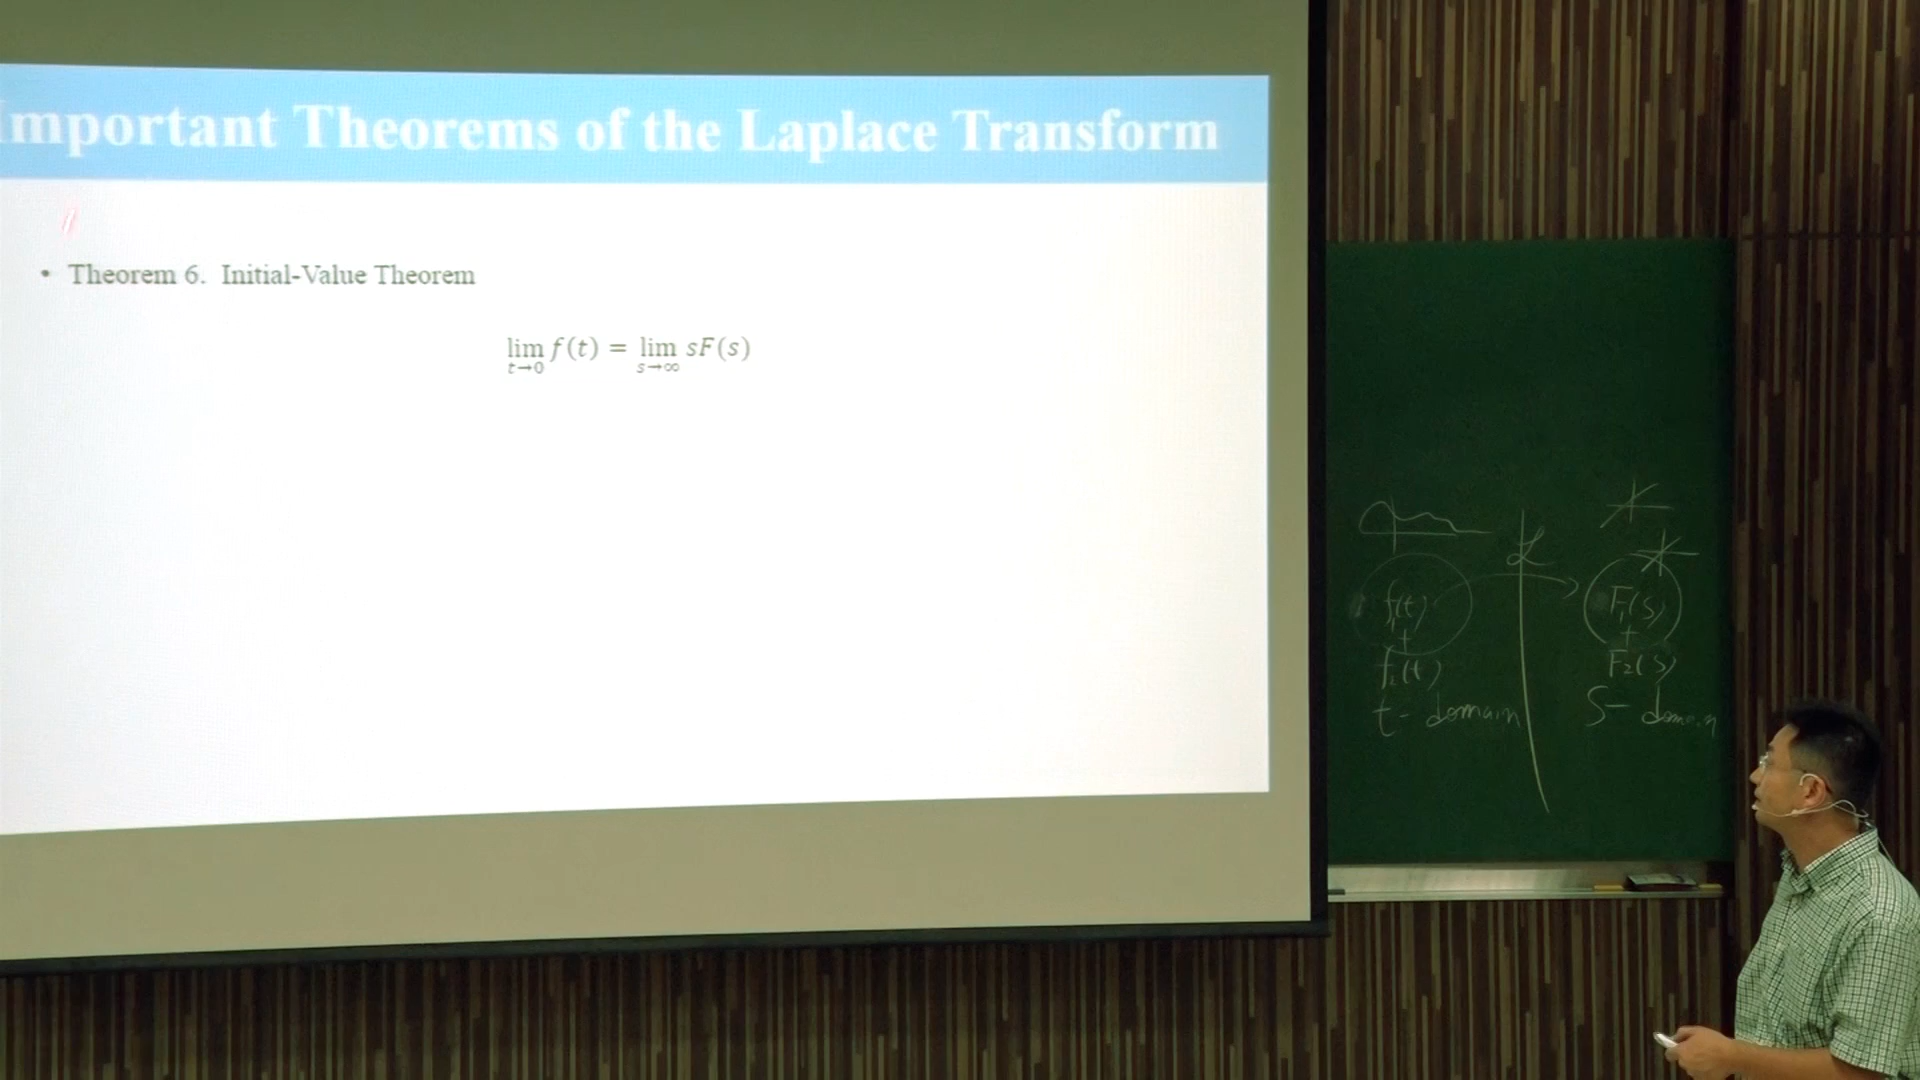 Important Theorems of the Laplace Transform
• Theorem 6. Initial-Value Theorem
lim f(t) = lim sF(s)
t→0 s→∞
ℒ
f₁(t)
+
f₂(t)
t - domain
F₁(s)
+
F₂(s)
S - domain